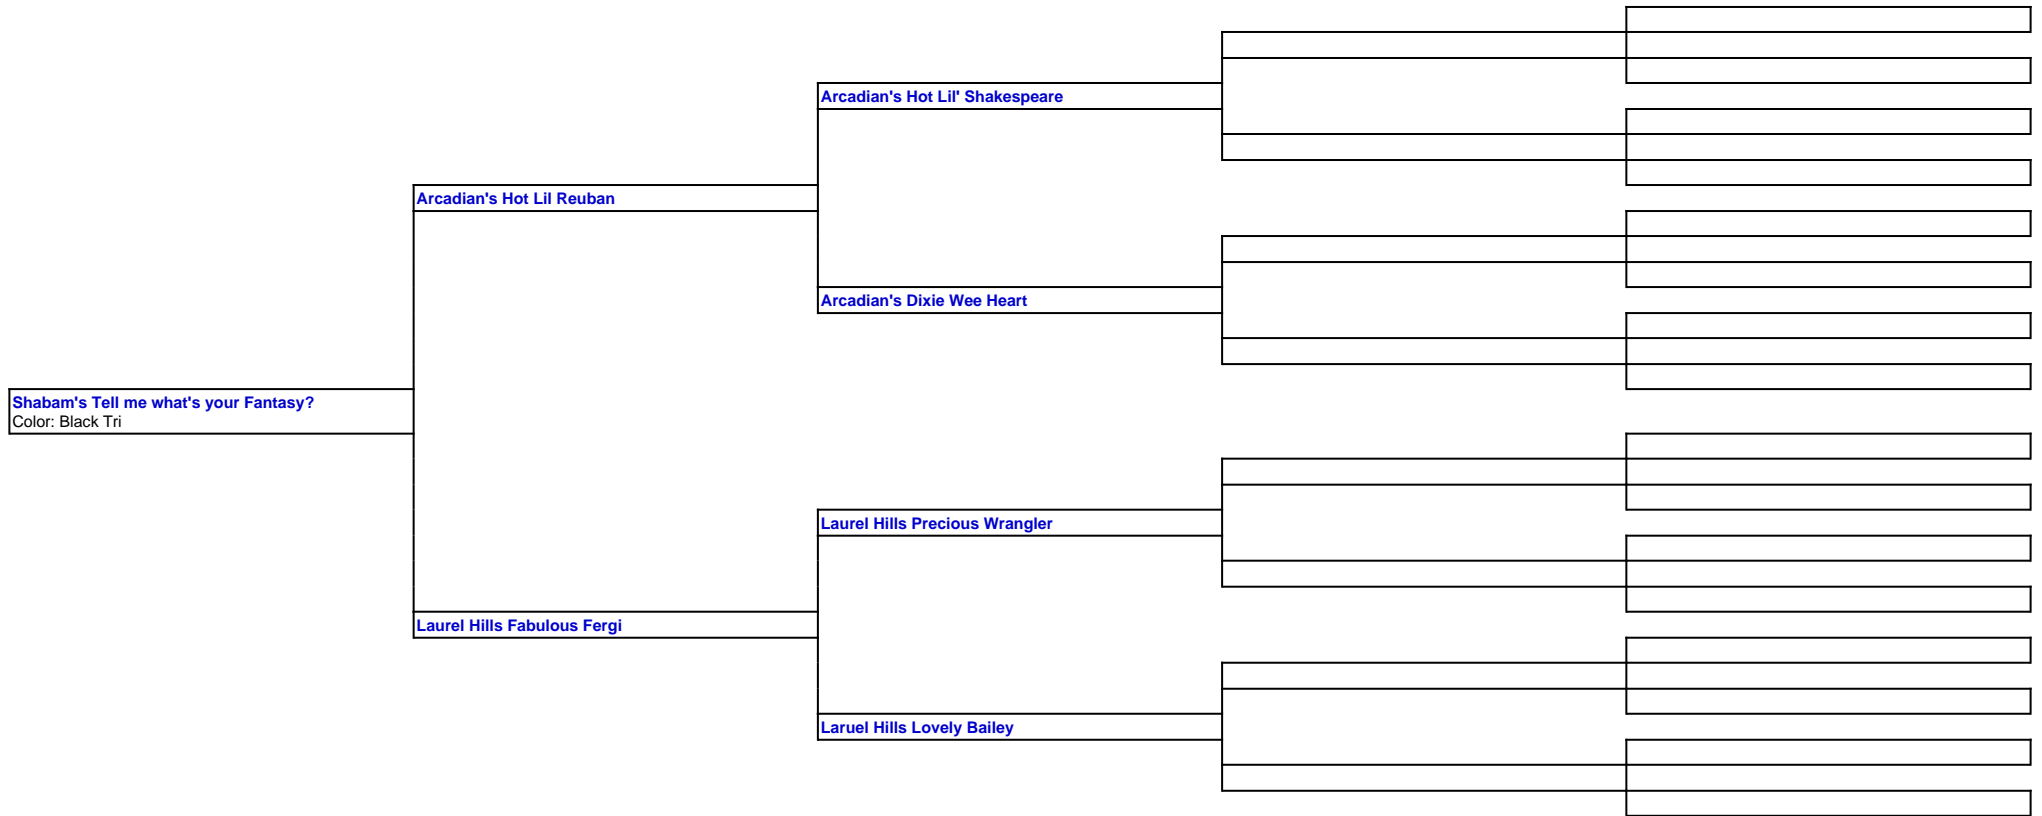 Arcadian's Hot Lil' Shakespeare
Arcadian's Hot Lil Reuban
Arcadian's Dixie Wee Heart
Shabam's Tell me what's your Fantasy?
Color: Black Tri
Laurel Hills Precious Wrangler
Laurel Hills Fabulous Fergi
Laruel Hills Lovely Bailey